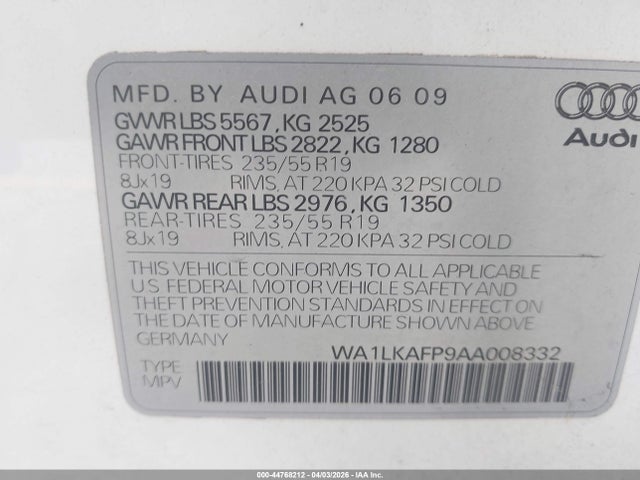 MFD. BY AUDI AG 06 09
GVWR LBS 5567, KG 2525
GAWR FRONT LBS 2822, KG 1280
FRONT-TIRES 235/55 R19
8Jx19 RIMS, AT 220 KPA 32 PSI COLD
GAWR REAR LBS 2976, KG 1350
REAR-TIRES 235/55 R19
8Jx19 RIMS, AT 220 KPA 32 PSI COLD
Audi
THIS VEHICLE CONFORMS TO ALL APPLICABLE
U.S. FEDERAL MOTOR VEHICLE SAFETY AND
THEFT PREVENTION STANDARDS IN EFFECT ON
THE DATE OF MANUFACTURE SHOWN ABOVE
GERMANY
WA1LKAFP9AA008332
TYPE
MPV
000-44768212 - 04/03/2026 - COPART